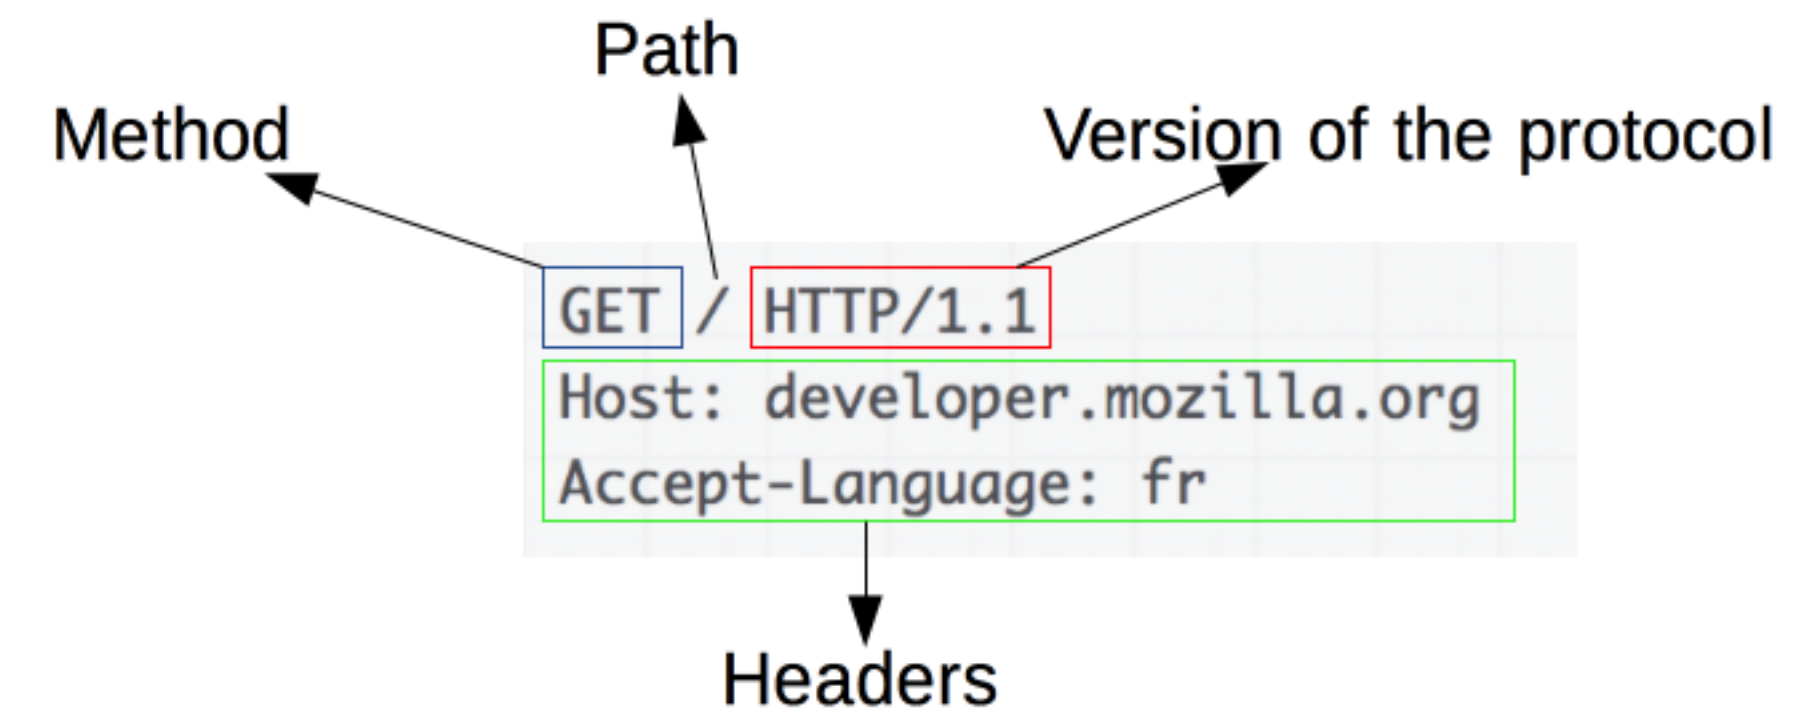 Path
Method
Version of the protocol
GET / HTTP/1.1
Host: developer.mozilla.org
Accept-Language: fr
Headers